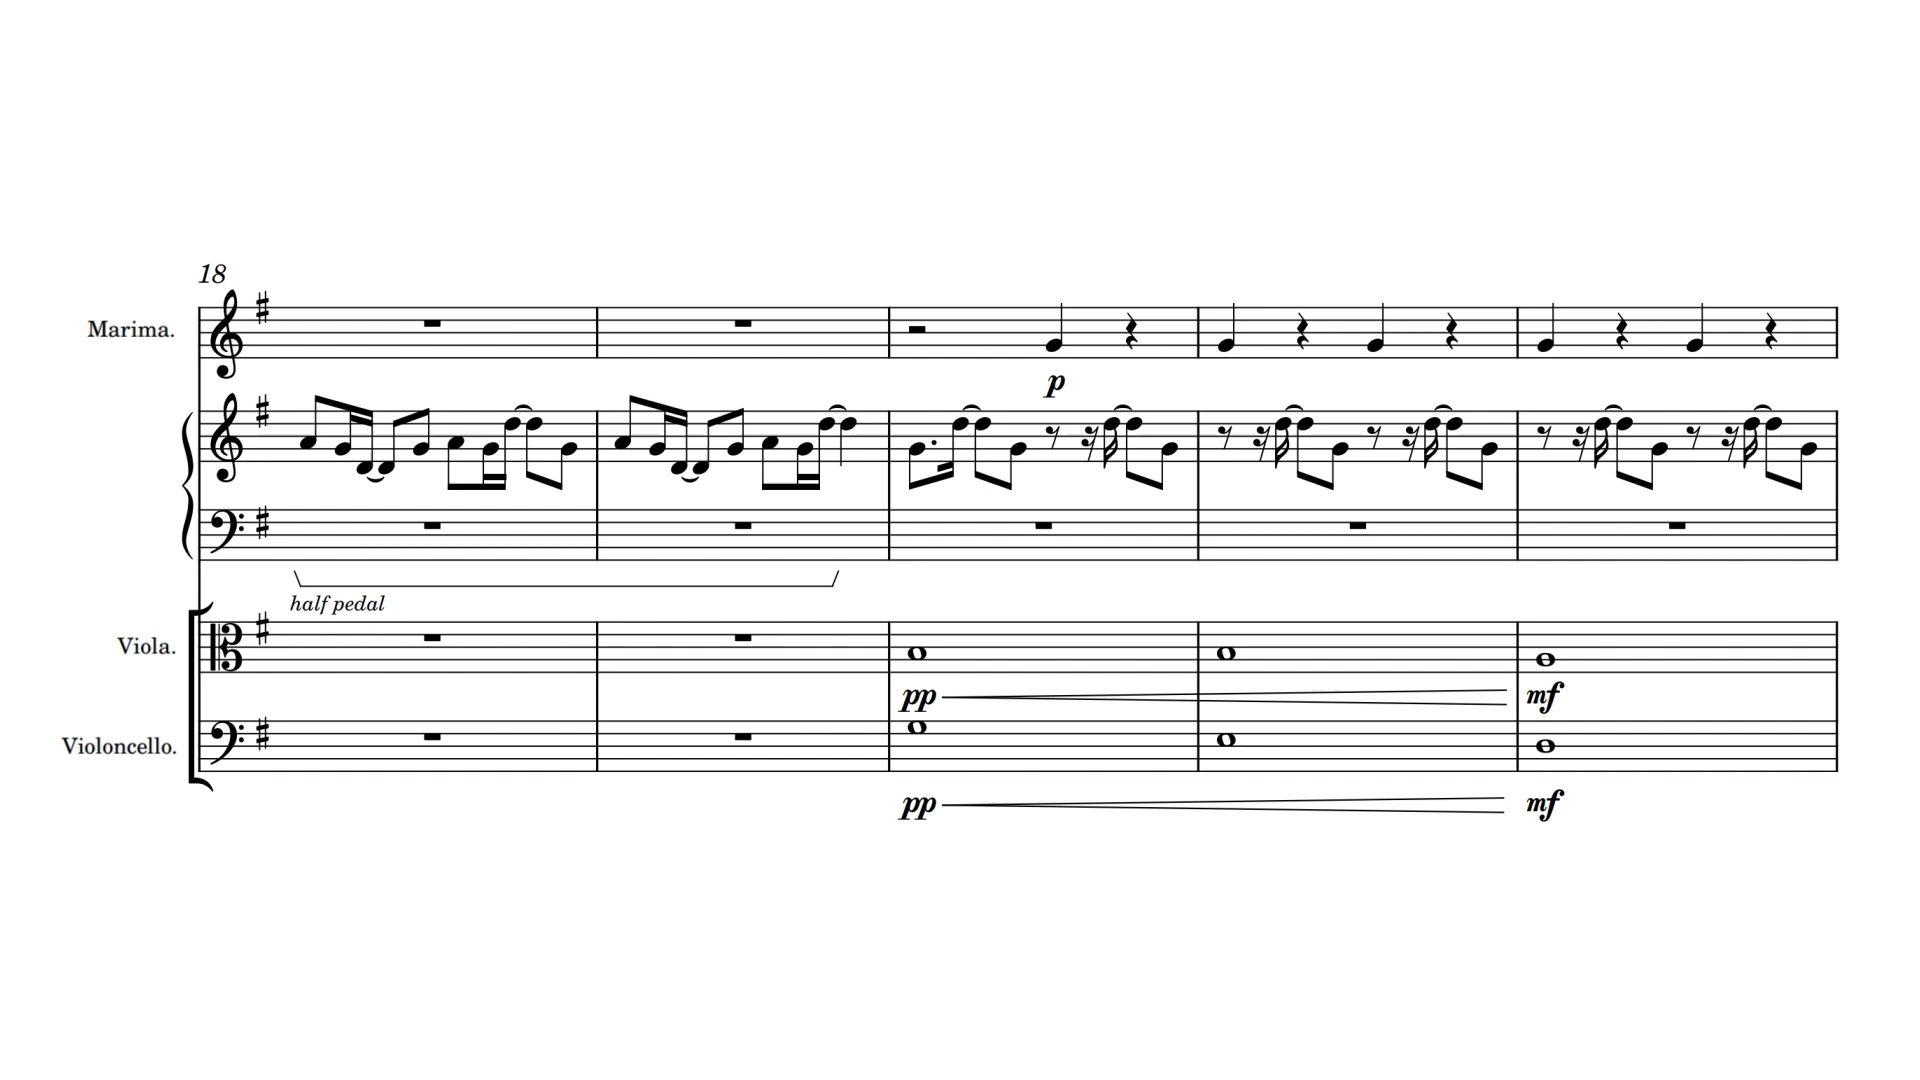 18
Marima.
p
half pedal
Viola.
pp mf
Violoncello.
pp mf